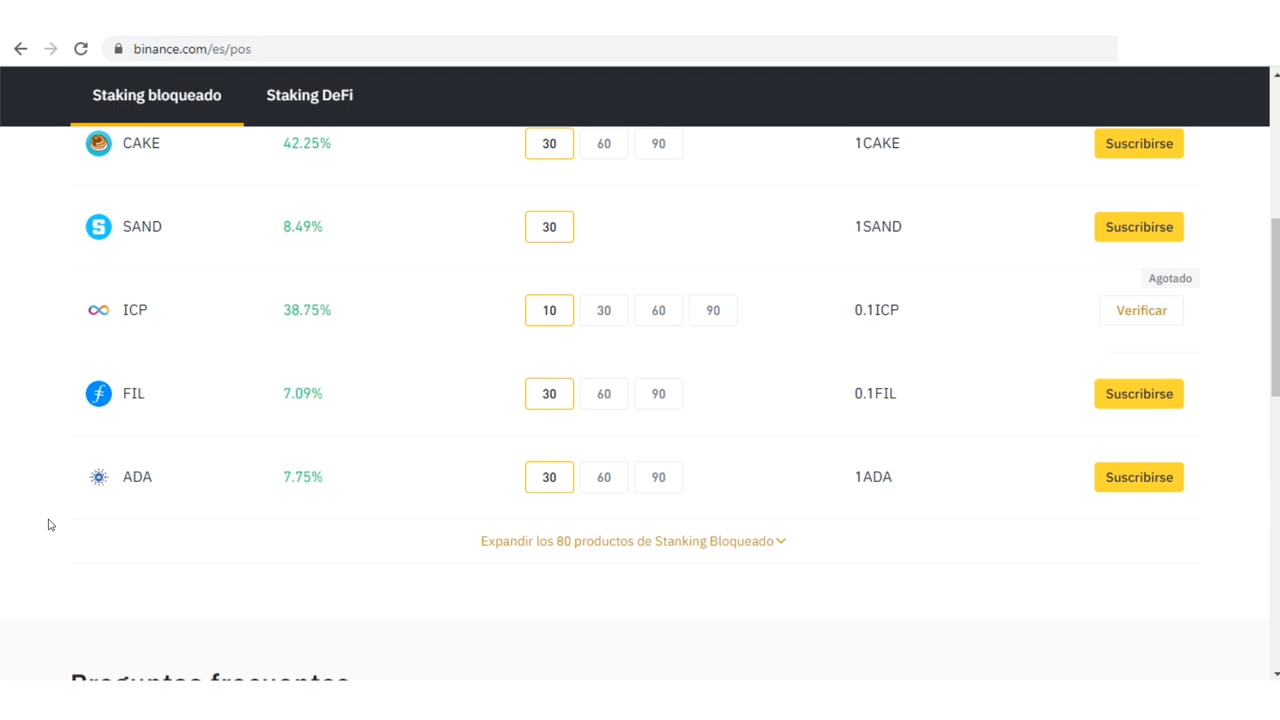 binance.com/es/pos
Staking bloqueado Staking DeFi
CAKE 42.25% 30 60 90 1CAKE Suscribirse
SAND 8.49% 30 1SAND Suscribirse
Agotado
ICP 38.75% 10 30 60 90 0.1ICP Verificar
FIL 7.09% 30 60 90 0.1FIL Suscribirse
ADA 7.75% 30 60 90 1ADA Suscribirse
Expandir los 80 productos de Stanking Bloqueado
Preguntas frecuentes